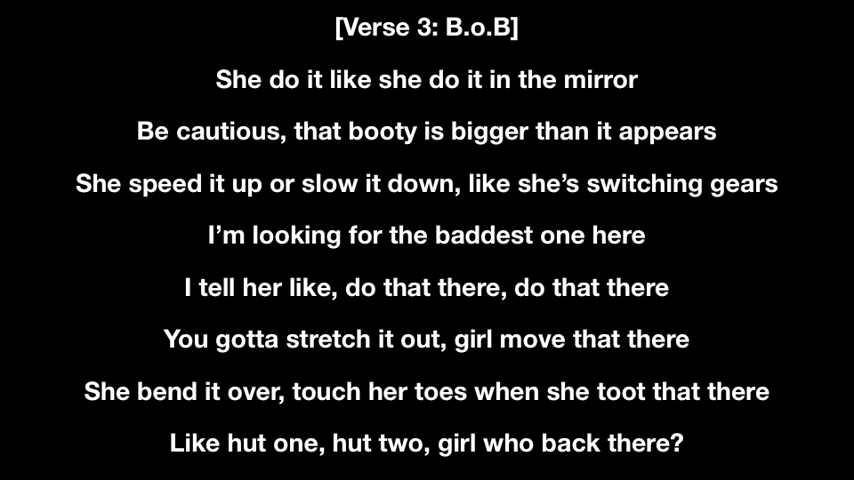 [Verse 3: B.o.B]
She do it like she do it in the mirror
Be cautious, that booty is bigger than it appears
She speed it up or slow it down, like she’s switching gears
I’m looking for the baddest one here
I tell her like, do that there, do that there
You gotta stretch it out, girl move that there
She bend it over, touch her toes when she toot that there
Like hut one, hut two, girl who back there?